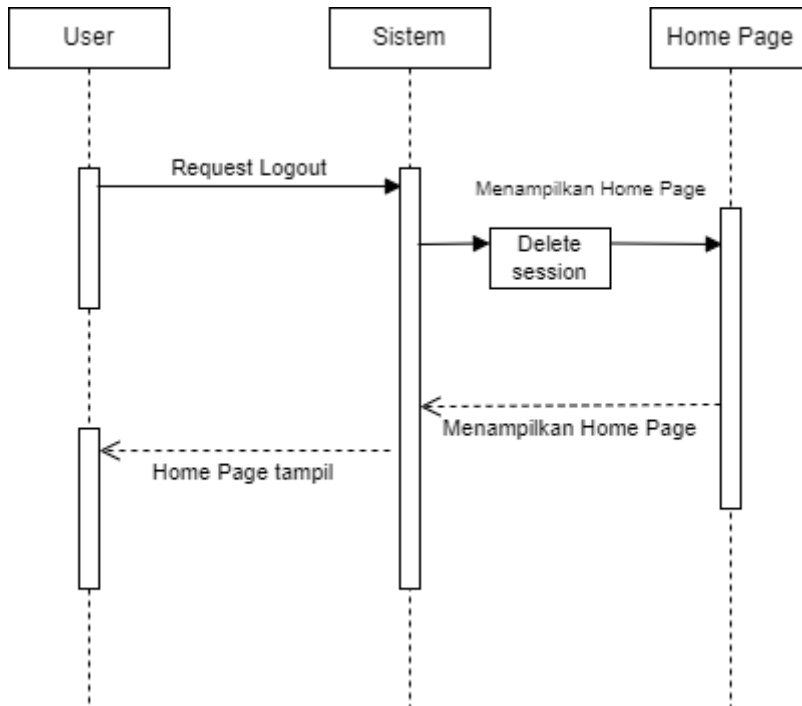 User
Sistem
Home Page
Request Logout
Menampilkan Home Page
Delete
session
Menampilkan Home Page
Home Page tampil